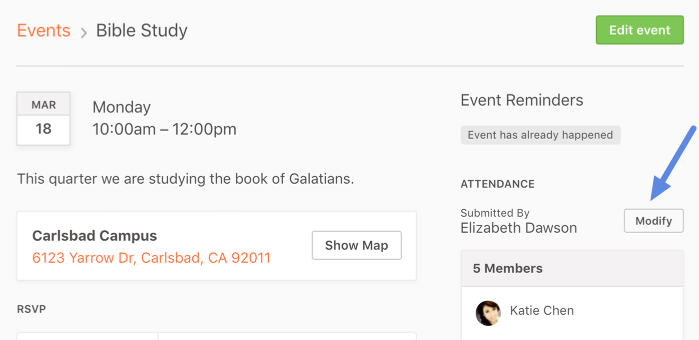 Events › Bible Study
Edit event
MAR
18
Monday
10:00am – 12:00pm
This quarter we are studying the book of Galatians.
Carlsbad Campus
6123 Yarrow Dr, Carlsbad, CA 92011
Show Map
RSVP
Event Reminders
Event has already happened
ATTENDANCE
Submitted By
Elizabeth Dawson
Modify
5 Members
Katie Chen